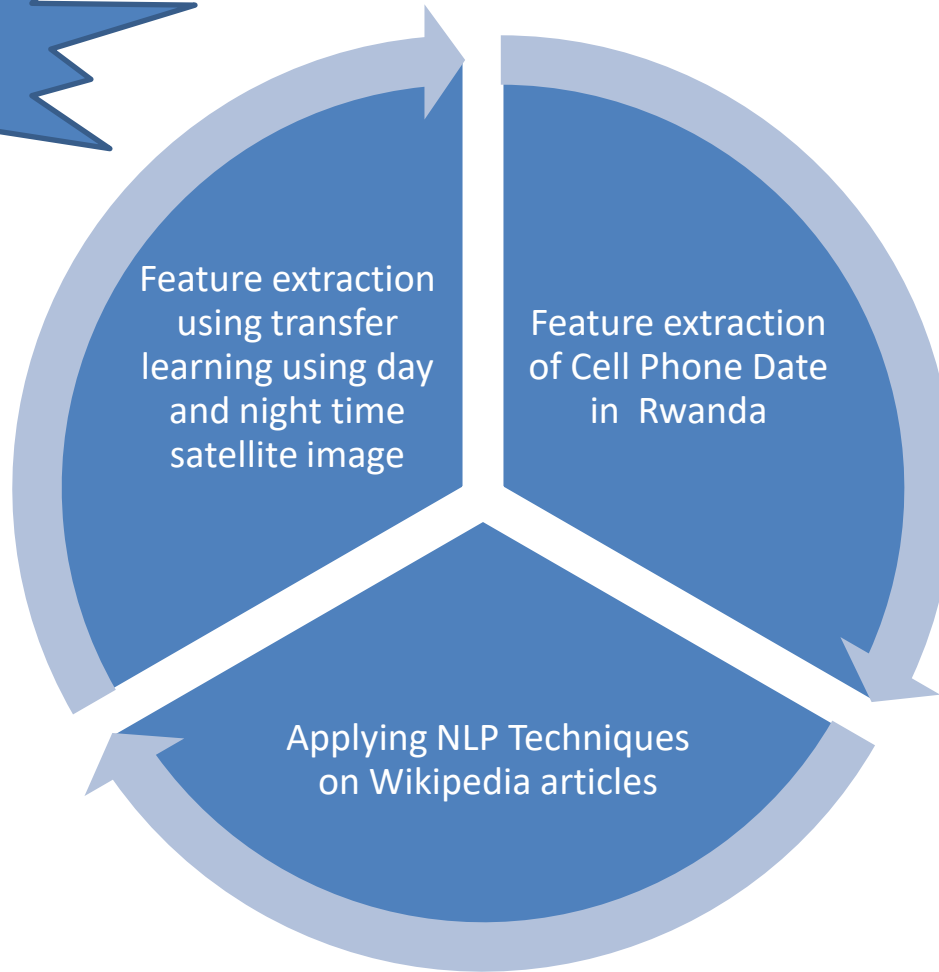 Feature extraction
using transfer
learning using day
and night time
satellite image
Feature extraction
of Cell Phone Date
in  Rwanda
Applying NLP Techniques
on Wikipedia articles